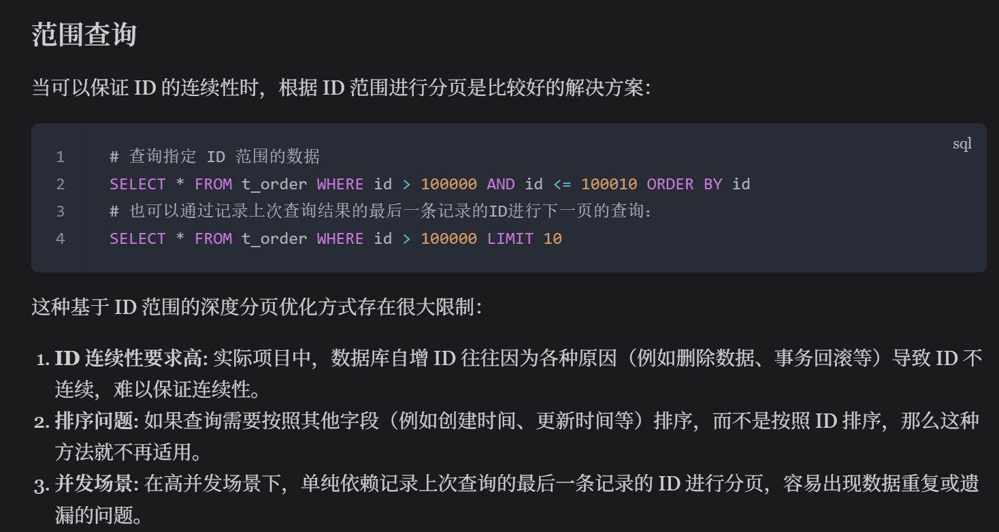 范围查询
当可以保证 ID 的连续性时，根据 ID 范围进行分页是比较好的解决方案：
sql
1 # 查询指定 ID 范围的数据
2 SELECT * FROM t_order WHERE id > 100000 AND id <= 100010 ORDER BY id
3 # 也可以通过记录上次查询结果的最后一条记录的ID进行下一页的查询：
4 SELECT * FROM t_order WHERE id > 100000 LIMIT 10
这种基于 ID 范围的深度分页优化方式存在很大限制：
1. ID 连续性要求高: 实际项目中，数据库自增 ID 往往因为各种原因（例如删除数据、事务回滚等）导致 ID 不
连续，难以保证连续性。
2. 排序问题: 如果查询需要按照其他字段（例如创建时间、更新时间等）排序，而不是按照 ID 排序，那么这种
方法就不再适用。
3. 并发场景: 在高并发场景下，单纯依赖记录上次查询的最后一条记录的 ID 进行分页，容易出现数据重复或遗
漏的问题。